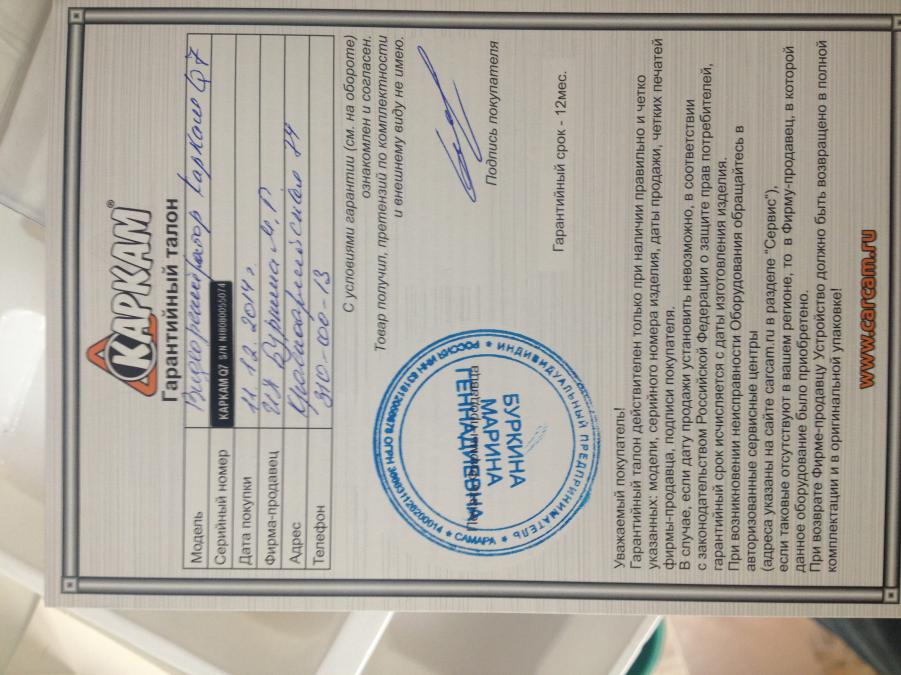 КАРКАМ®
Гарантийный талон
Модель Видеорегистратор Каркам Q7
Серийный номер КАРКАМ Q7 S/N
Дата покупки 11.12.2014г.
Фирма-продавец ИП Буркина М.Г.
Адрес
Телефон 310-00-13
С условиями гарантии (см. на обороте)
ознакомлен и согласен.
Товар получил, претензий по комплектности
и внешнему виду не имею.
Подпись покупателя
ИНДИВИДУАЛЬНЫЙ ПРЕДПРИНИМАТЕЛЬ
РОССИЯ ИНН ОГРН
САМАРА
БУРКИНА
МАРИНА
ГЕННАДЬЕВНА
Гарантийный срок - 12мес.
Уважаемый покупатель!
Гарантийный талон действителен только при наличии правильно и четко
указанных: модели, серийного номера изделия, даты продажи, четких печатей
фирмы-продавца, подписи покупателя.
В случае, если дату продажи установить невозможно, в соответствии
с законодательством Российской Федерации о защите прав потребителей,
гарантийный срок исчисляется с даты изготовления изделия.
При возникновении неисправности Оборудования обращайтесь в
авторизованные сервисные центры
(адреса указаны на сайте carcam.ru в разделе "Сервис"),
если таковые отсутствуют в вашем регионе, то в Фирму-продавец, в которой
данное оборудование было приобретено.
При возврате Фирме-продавцу Устройство должно быть возвращено в полной
комплектации и в оригинальной упаковке!
www.carcam.ru